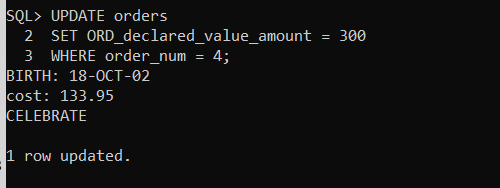 SQL> UPDATE orders
2 SET ORD_declared_value_amount = 300
3 WHERE order_num = 4;
BIRTH: 18-OCT-02
cost: 133.95
CELEBRATE
1 row updated.